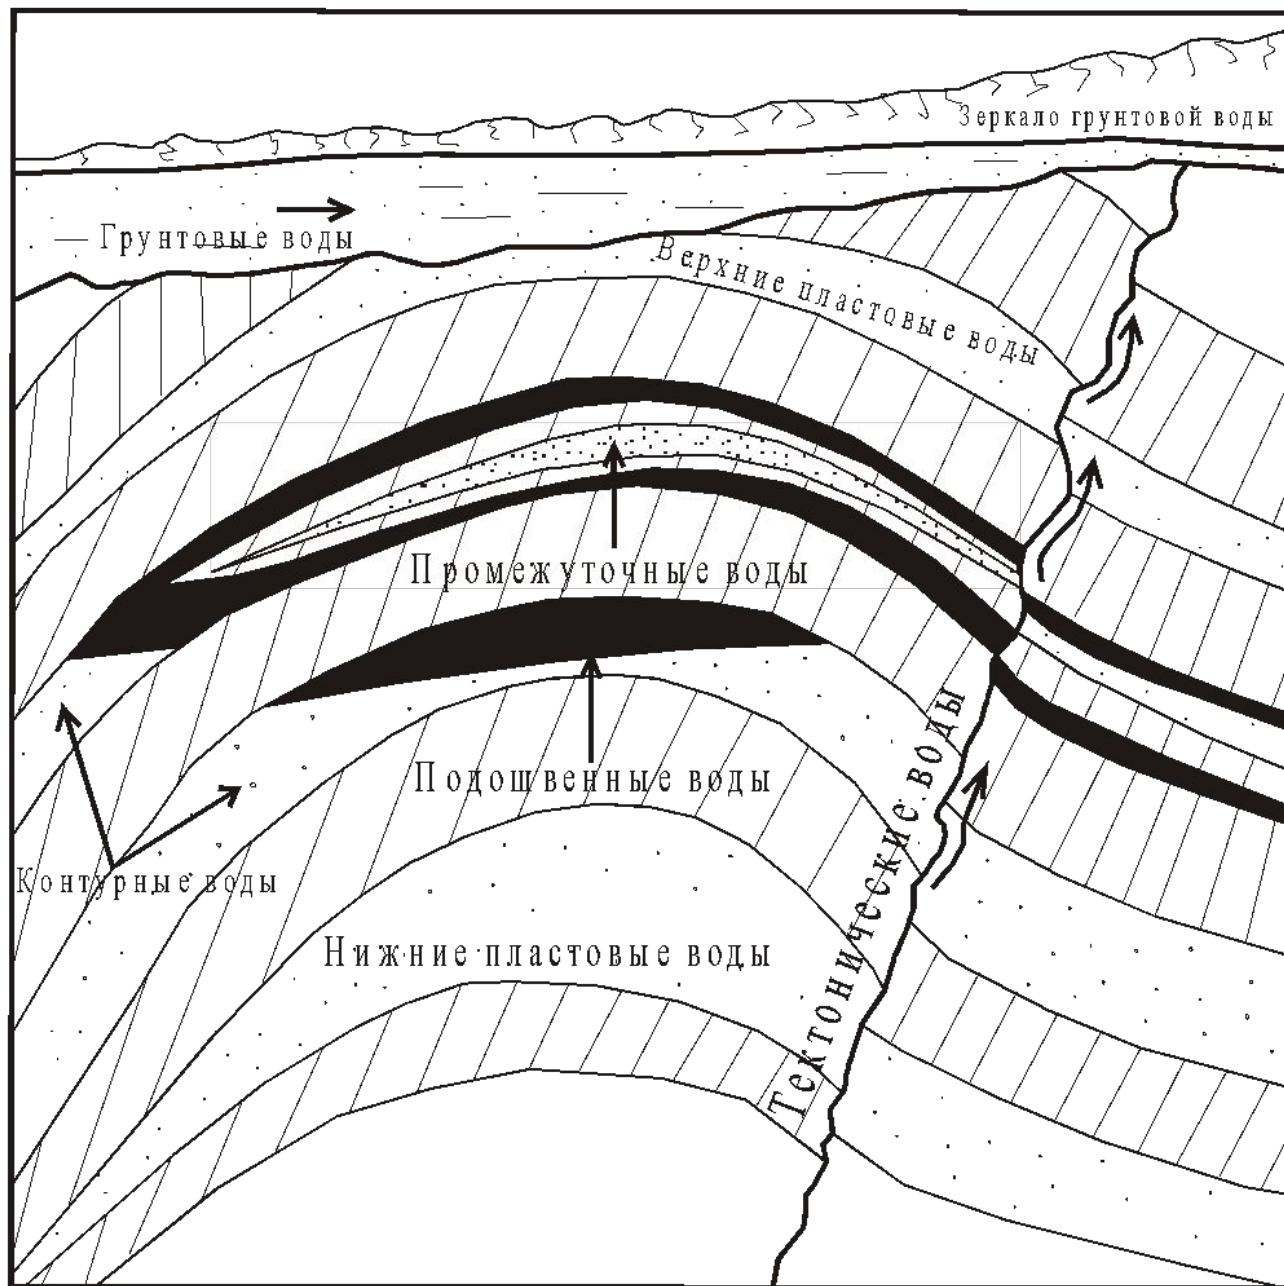 Зеркало грунтовой воды
Грунтовые воды
Верхние пластовые воды
Промежуточные воды
Подошвенные воды
Контурные воды
Нижние пластовые воды
Тектонические воды